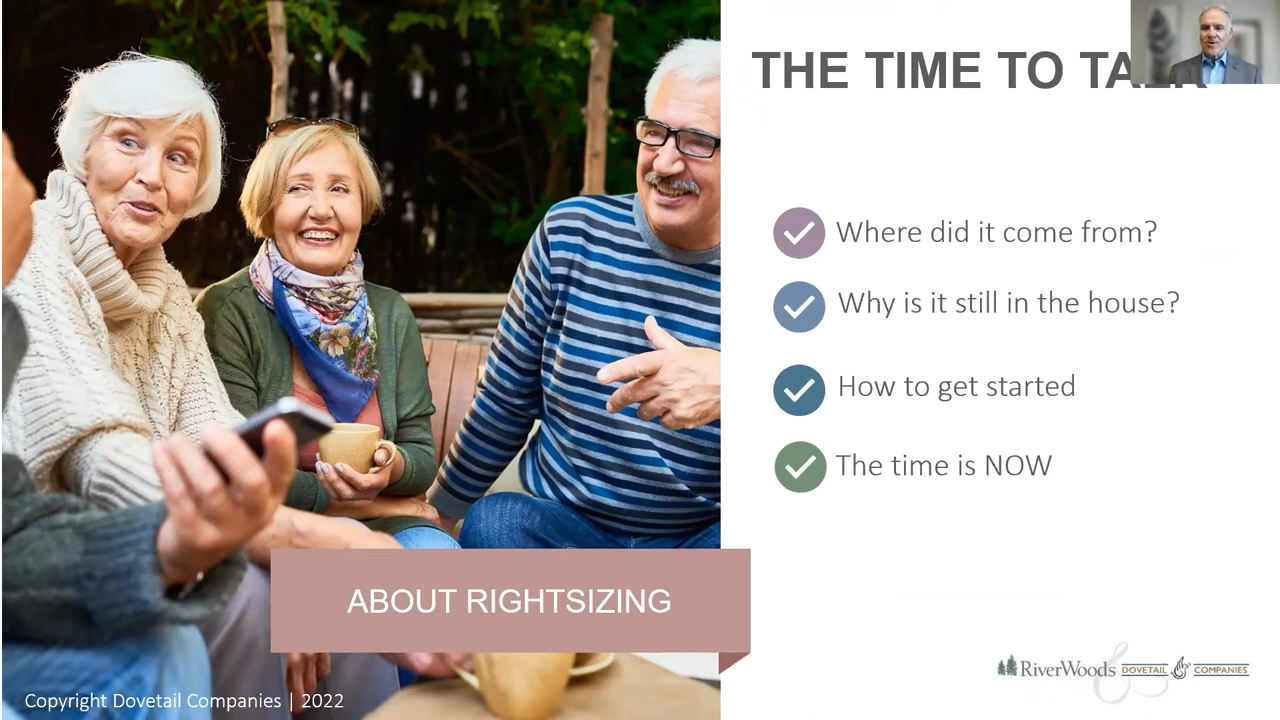 THE TIME TO TALK
Where did it come from?
Why is it still in the house?
How to get started
The time is NOW
ABOUT RIGHTSIZING
RiverWoods & DOVETAIL COMPANIES
Copyright Dovetail Companies | 2022